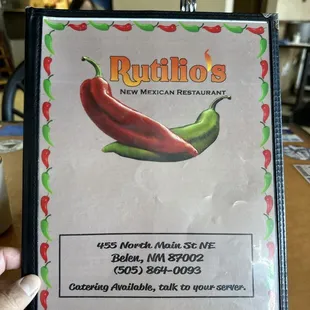 Rutilio's
New Mexican Restaurant
455 North Main St NE
Belen, NM 87002
(505) 864-0093
Catering Available, talk to your server.